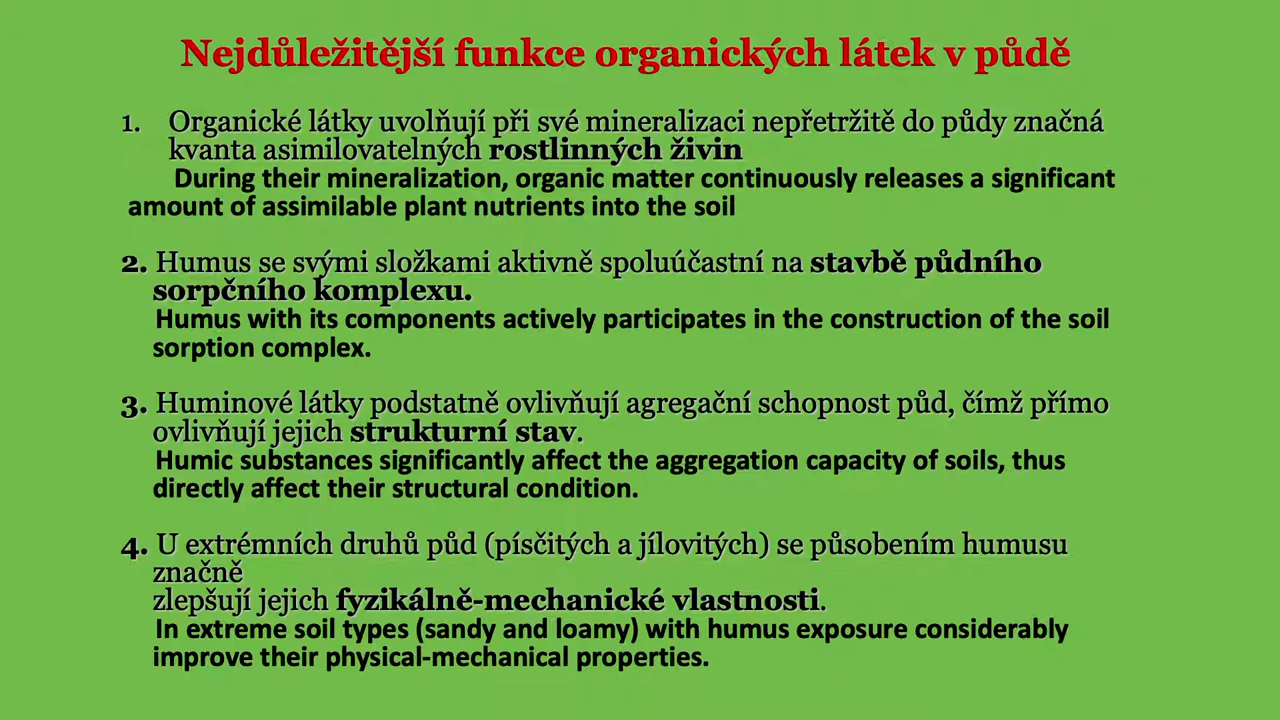 Nejdůležitější funkce organických látek v půdě
1. Organické látky uvolňují při své mineralizaci nepřetržitě do půdy značná
kvanta asimilovatelných rostlinných živin
During their mineralization, organic matter continuously releases a significant
amount of assimilable plant nutrients into the soil
2. Humus se svými složkami aktivně spoluúčastní na stavbě půdního
sorpčního komplexu.
Humus with its components actively participates in the construction of the soil
sorption complex.
3. Huminové látky podstatně ovlivňují agregační schopnost půd, čímž přímo
ovlivňují jejich strukturní stav.
Humic substances significantly affect the aggregation capacity of soils, thus
directly affect their structural condition.
4. U extrémních druhů půd (písčitých a jílovitých) se působením humusu
značně
zlepšují jejich fyzikálně-mechanické vlastnosti.
In extreme soil types (sandy and loamy) with humus exposure considerably
improve their physical-mechanical properties.